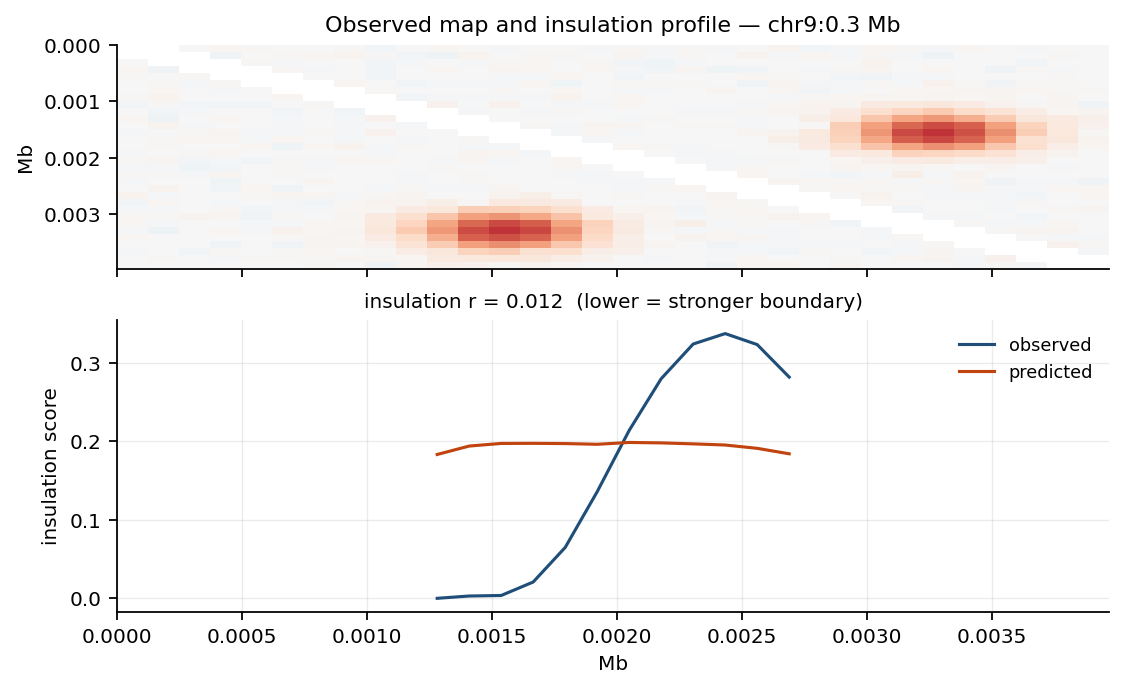 Observed map and insulation profile — chr9:0.3 Mb
0.000
0.001
0.002
0.003
Mb
insulation r = 0.012  (lower = stronger boundary)
observed
predicted
0.3
0.2
0.1
0.0
insulation score
0.0000 0.0005 0.0010 0.0015 0.0020 0.0025 0.0030 0.0035
Mb